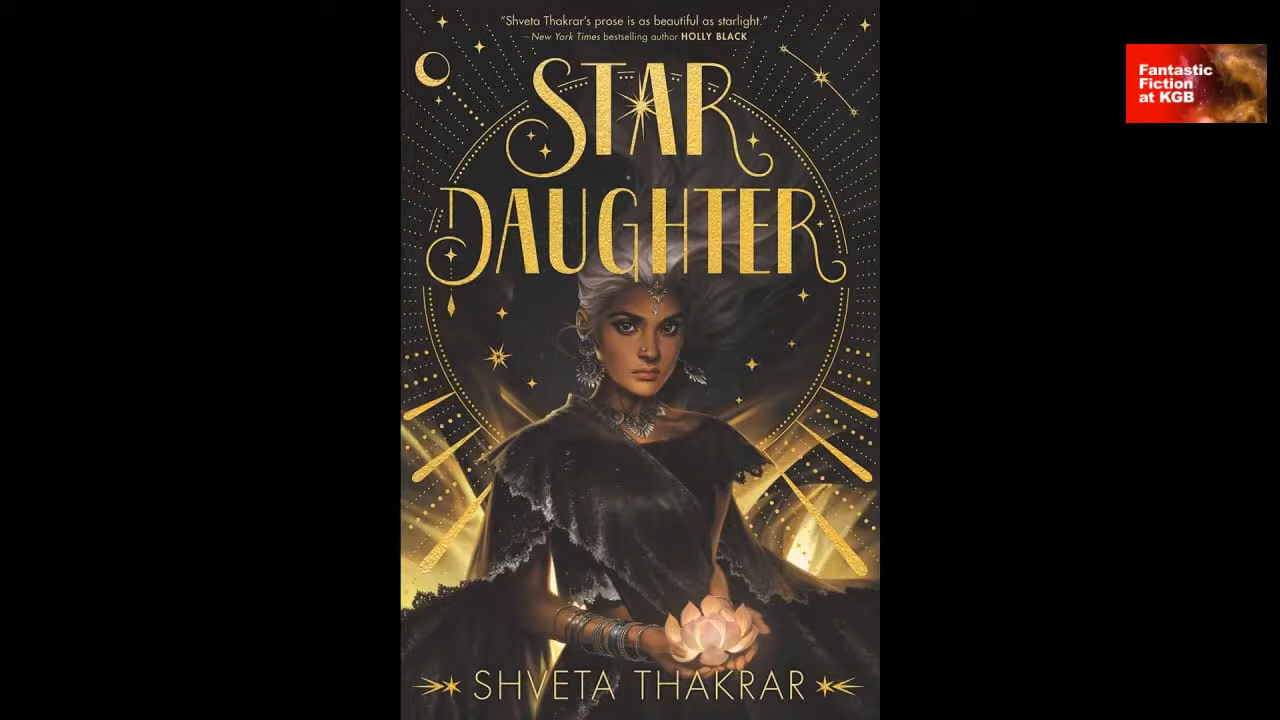 “Shveta Thakrar’s prose is as beautiful as starlight.”
—New York Times bestselling author HOLLY BLACK
STAR
DAUGHTER
SHVETA THAKRAR
Fantastic
Fiction
at KGB